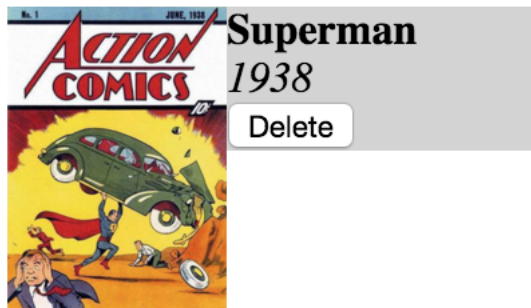 No. 1
JUNE, 1938
ACTION
COMICS
10¢
Superman
1938
Delete